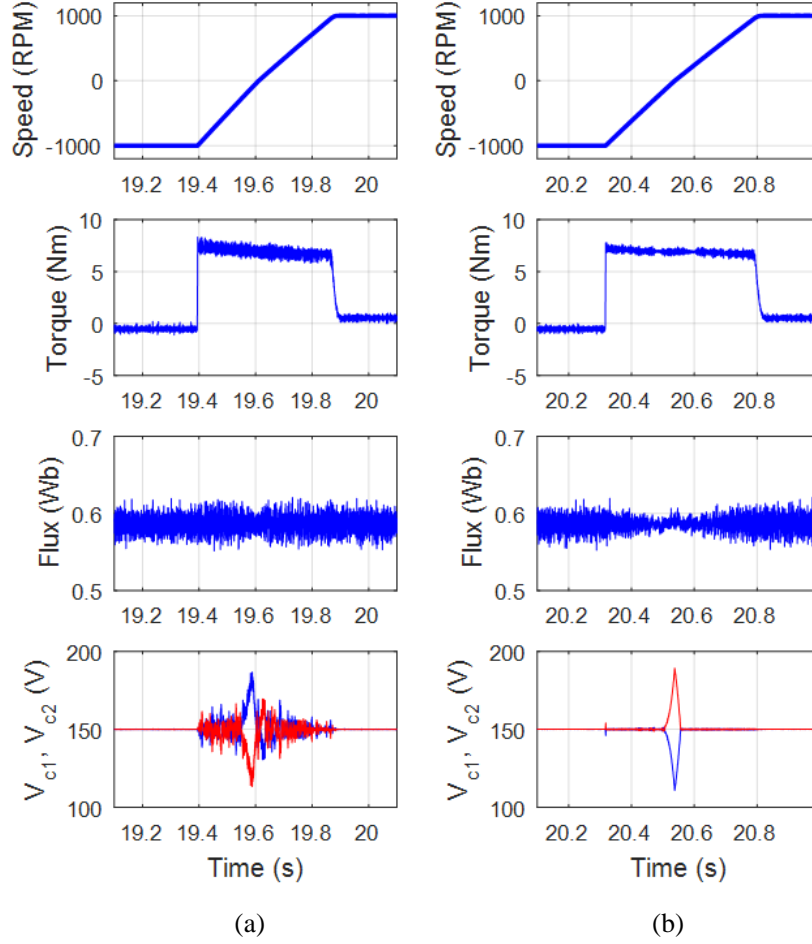 1000
0
-1000
Speed (RPM)
19.2 19.4 19.6 19.8 20
10
5
0
-5
Torque (Nm)
19.2 19.4 19.6 19.8 20
0.7
0.6
0.5
Flux (Wb)
19.2 19.4 19.6 19.8 20
200
150
100
Vc1, Vc2 (V)
19.2 19.4 19.6 19.8 20
Time (s)
(a)
1000
0
-1000
Speed (RPM)
20.2 20.4 20.6 20.8
10
5
0
-5
Torque (Nm)
20.2 20.4 20.6 20.8
0.7
0.6
0.5
Flux (Wb)
20.2 20.4 20.6 20.8
200
150
100
Vc1, Vc2 (V)
20.2 20.4 20.6 20.8
Time (s)
(b)